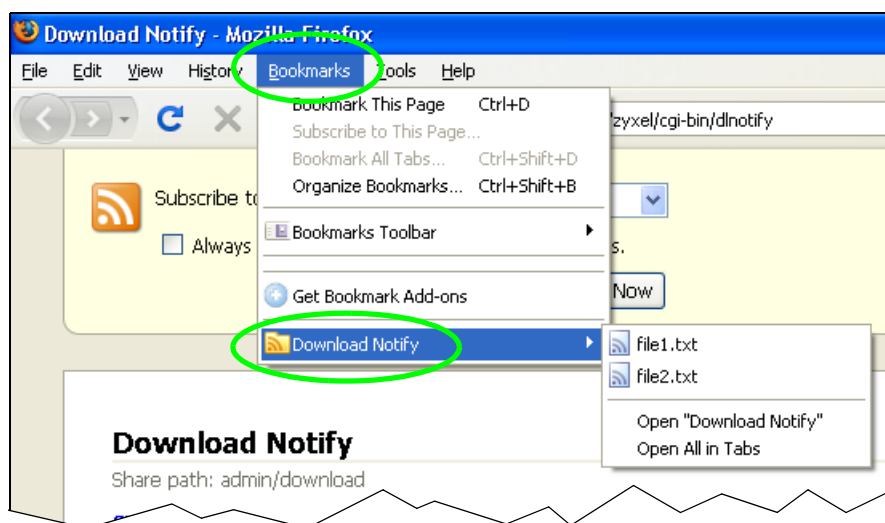 Download Notify - Mozilla Firefox
File Edit View History Bookmarks Tools Help
Bookmark This Page Ctrl+D
Subscribe to This Page...
Bookmark All Tabs... Ctrl+Shift+D
Organize Bookmarks... Ctrl+Shift+B
Bookmarks Toolbar
Get Bookmark Add-ons
Download Notify
file1.txt
file2.txt
Open "Download Notify"
Open All in Tabs
zyxel/cgi-bin/dlnotify
Subscribe to
Always
s.
Now
Download Notify
Share path: admin/download